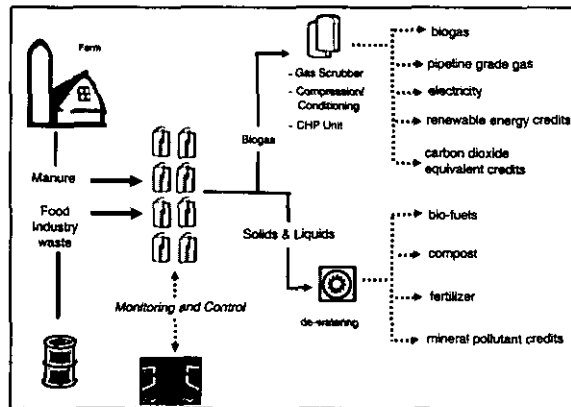 Farm
Manure
Food
Industry
waste
Monitoring and Control
Biogas
Solids & Liquids
- Gas Scrubber
- Compression/
Conditioning
- CHP Unit
de-watering
biogas
pipeline grade gas
electricity
renewable energy credits
carbon dioxide
equivalent credits
bio-fuels
compost
fertilizer
mineral pollutant credits